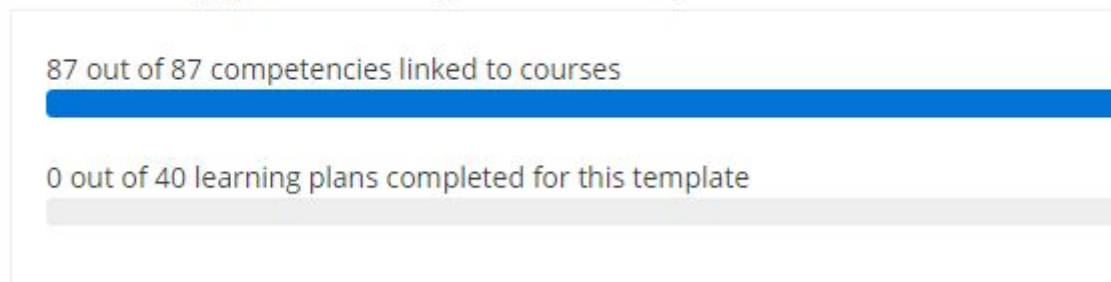 87 out of 87 competencies linked to courses
0 out of 40 learning plans completed for this template